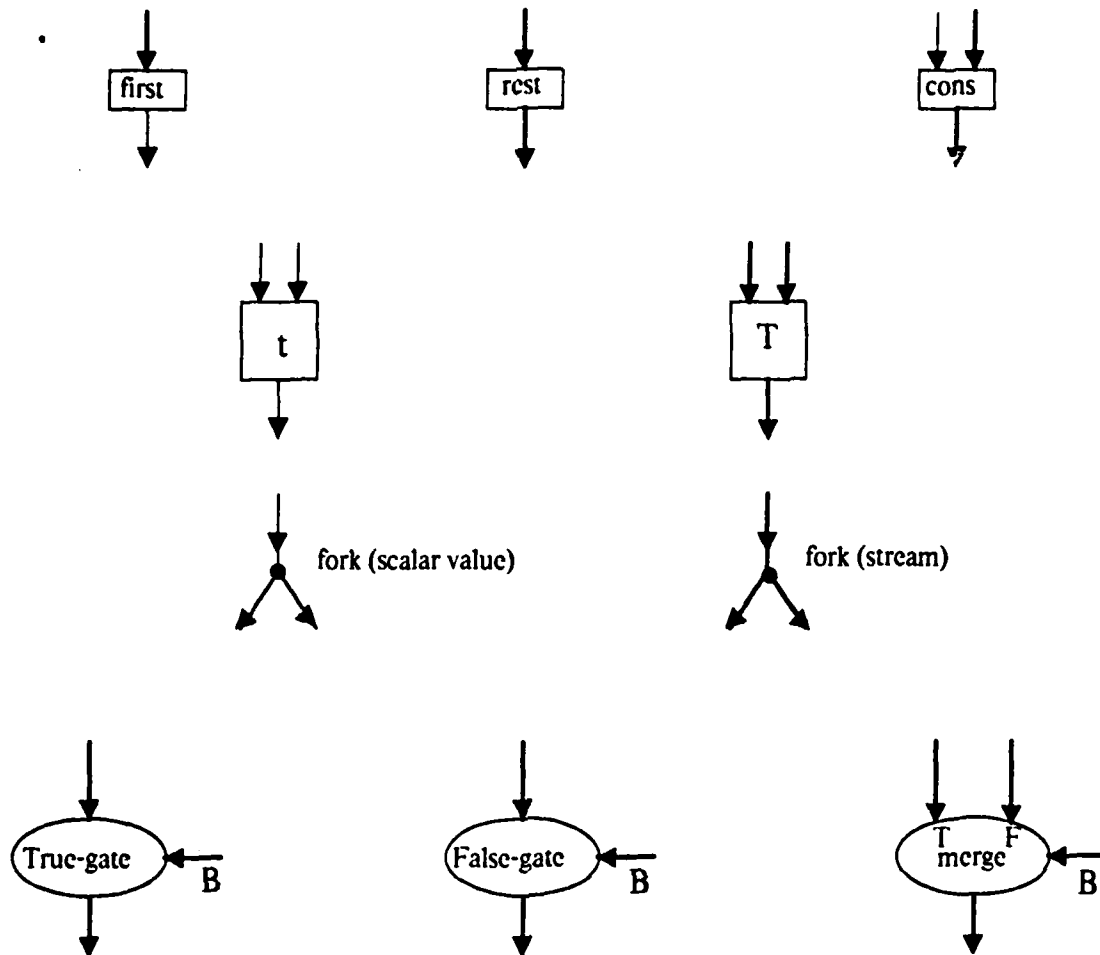 first rest cons
t T
fork (scalar value) fork (stream)
T F
True-gate False-gate merge
B B B